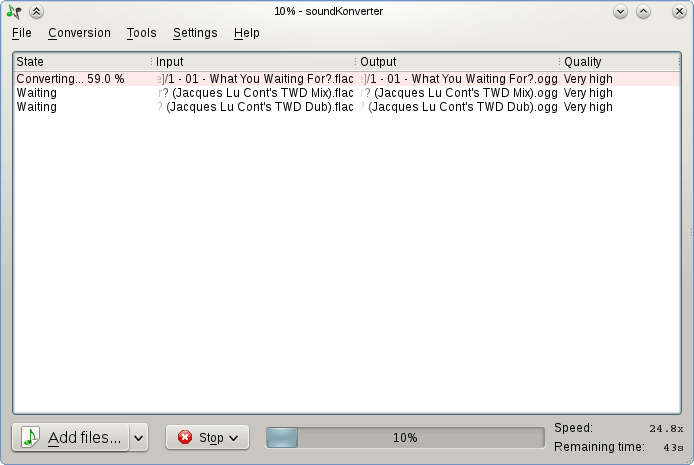 10% - soundKonverter
File Conversion Tools Settings Help
State Input Output Quality
Converting... 59.0 % e]/1 - 01 - What You Waiting For?.flac e]/1 - 01 - What You Waiting For?.ogg Very high
Waiting r? (Jacques Lu Cont's TWD Mix).flac r? (Jacques Lu Cont's TWD Mix).ogg Very high
Waiting ? (Jacques Lu Cont's TWD Dub).flac ? (Jacques Lu Cont's TWD Dub).ogg Very high
Add files... Stop 10% Speed: 24.8x
Remaining time: 43s